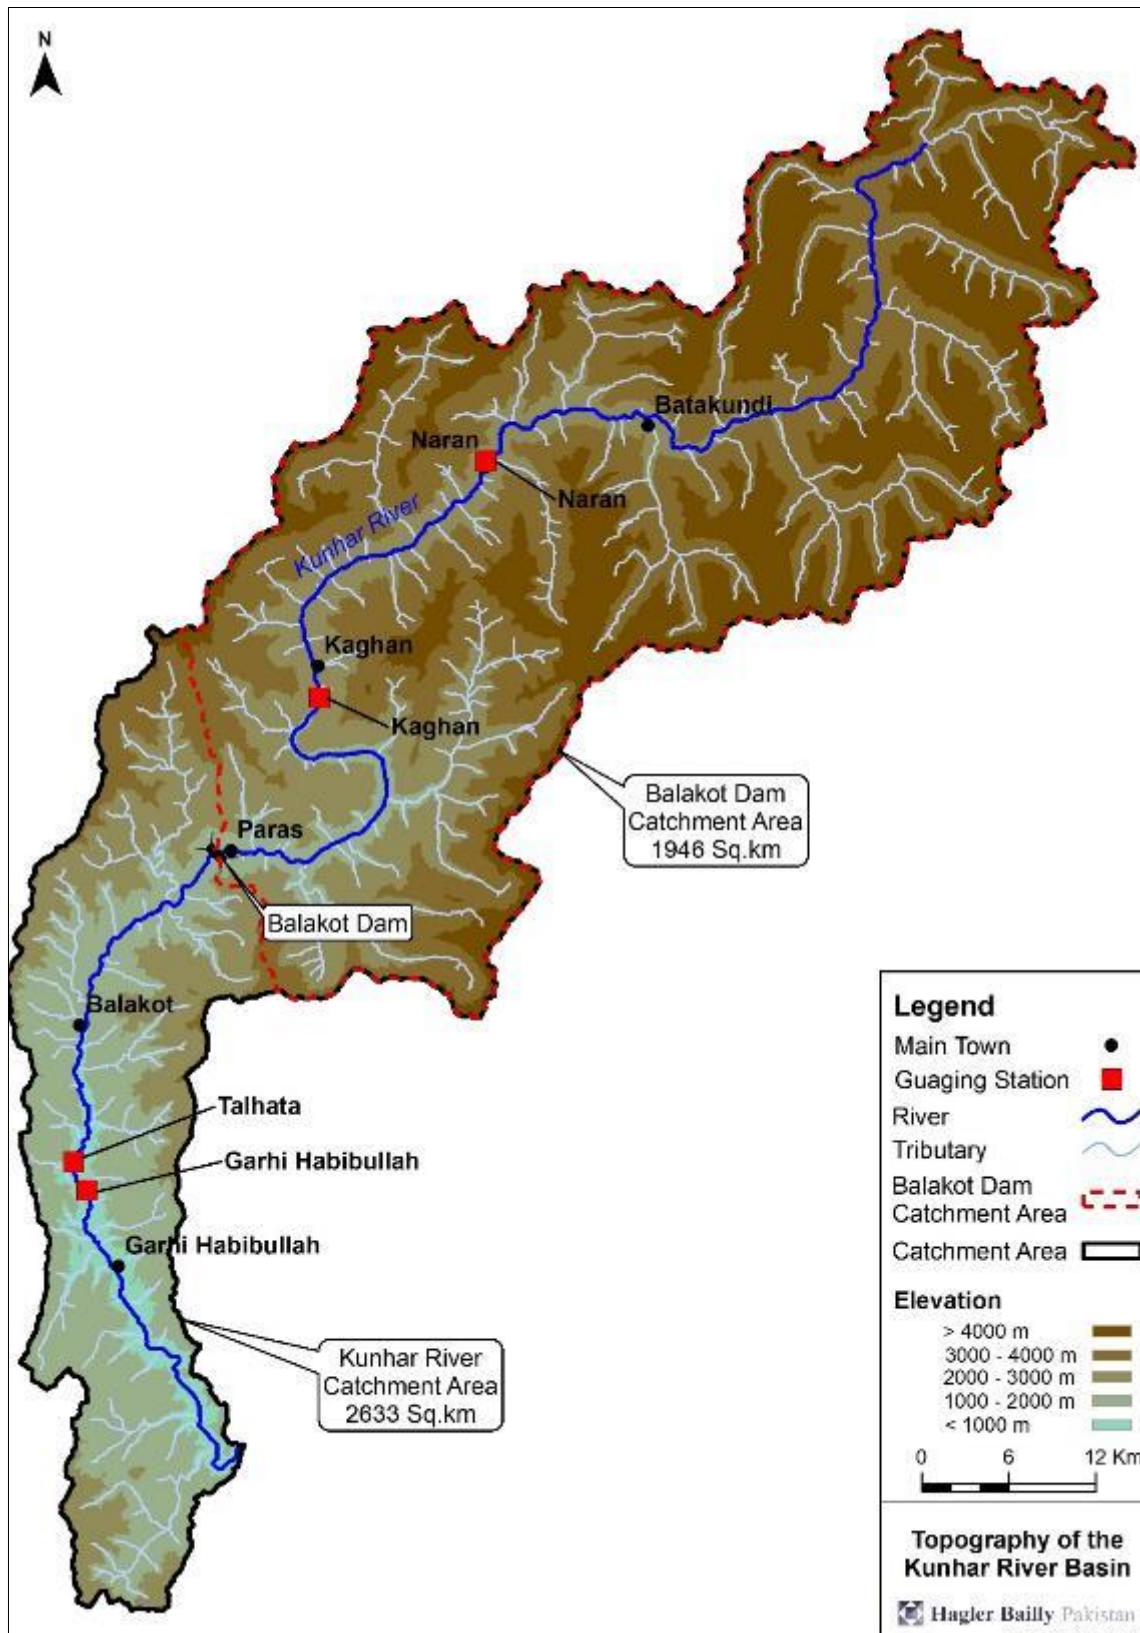 N
Batakundi
Naran
Naran
Kunhar River
Kaghan
Kaghan
Balakot Dam
Catchment Area
1946 Sq.km
Paras
Balakot Dam
Balakot
Talhata
Garhi Habibullah
Garhi Habibullah
Kunhar River
Catchment Area
2633 Sq.km
Legend
Main Town
Guaging Station
River
Tributary
Balakot Dam
Catchment Area
Catchment Area
Elevation
> 4000 m
3000 - 4000 m
2000 - 3000 m
1000 - 2000 m
< 1000 m
0 6 12 Km
Topography of the
Kunhar River Basin
Hagler Bailly Pakistan